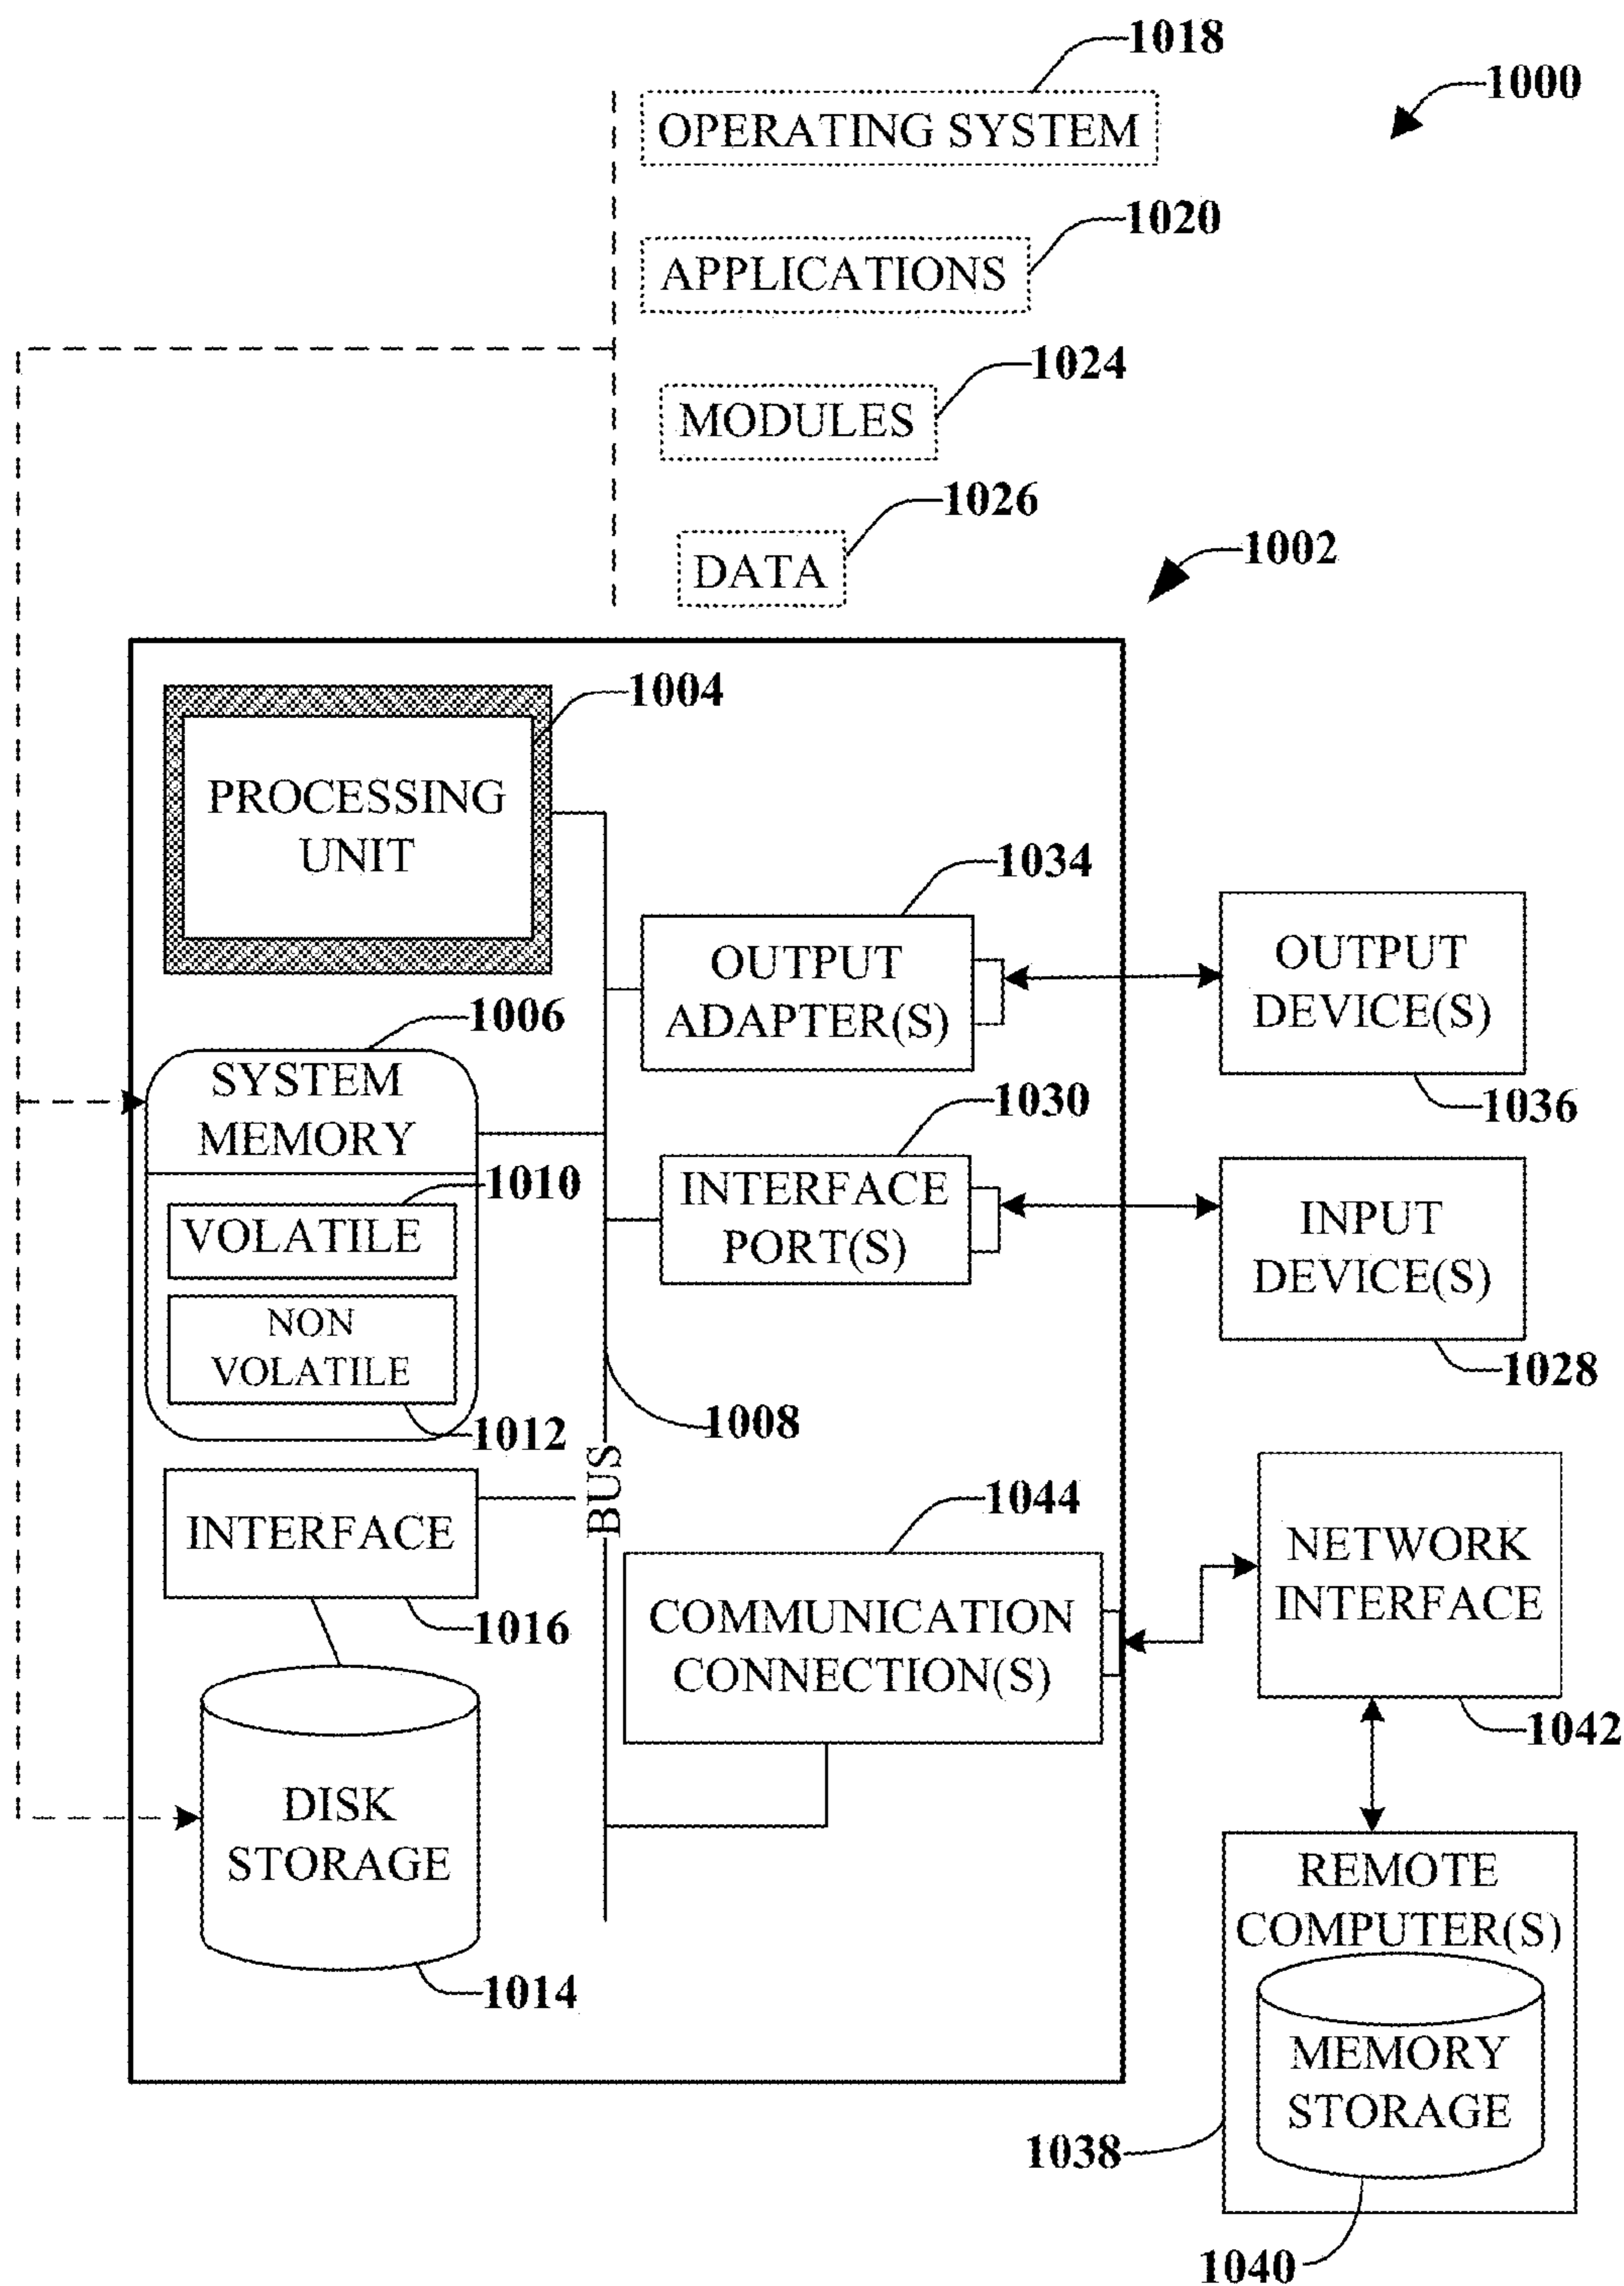 1018
1000
OPERATING SYSTEM
1020
APPLICATIONS
1024
MODULES
1026
DATA
1002
1004
PROCESSING
UNIT
1034
OUTPUT
ADAPTER(S)
OUTPUT
DEVICE(S)
1036
1006
SYSTEM
MEMORY
1010
VOLATILE
NON
VOLATILE
1012
1030
INTERFACE
PORT(S)
INPUT
DEVICE(S)
1028
1008
BUS
INTERFACE
1016
1044
COMMUNICATION
CONNECTION(S)
NETWORK
INTERFACE
1042
DISK
STORAGE
1014
REMOTE
COMPUTER(S)
MEMORY
STORAGE
1038
1040